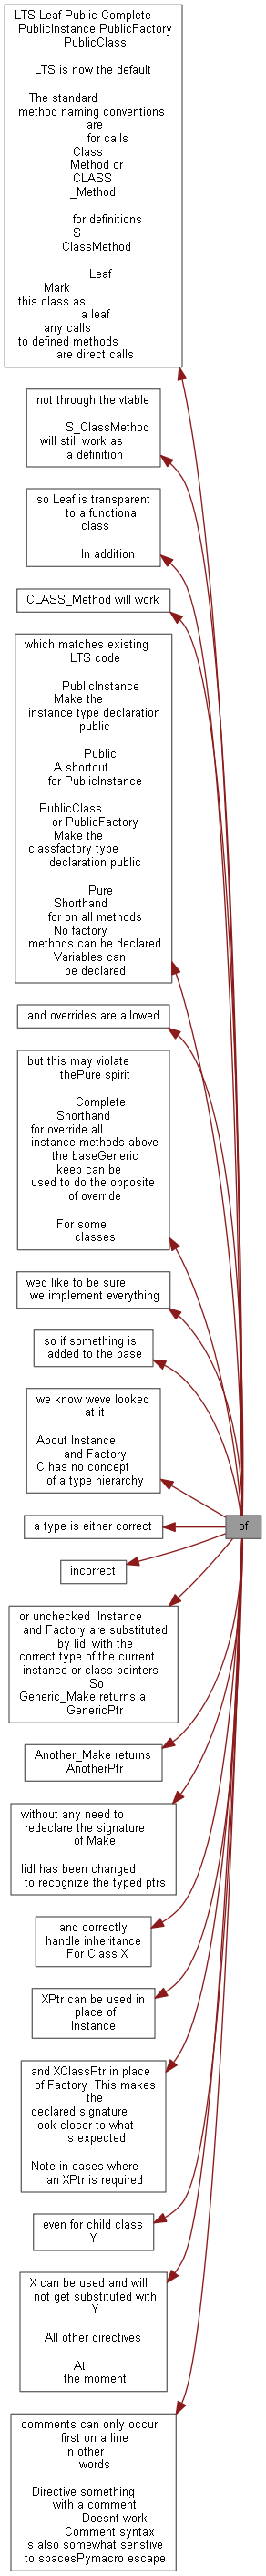 LTS Leaf Public Complete
PublicInstance PublicFactory
PublicClass
LTS is now the default
The standard
method naming conventions
are
for calls
Class
_Method or
CLASS
_Method
for definitions
S
_ClassMethod
Leaf
Mark
this class as
a leaf
any calls
to defined methods
are direct calls
not through the vtable
S_ClassMethod
will still work as
a definition
so Leaf is transparent
to a functional
class
In addition
CLASS_Method will work
which matches existing
LTS code
PublicInstance
Make the
instance type declaration
public
Public
A shortcut
for PublicInstance
PublicClass
or PublicFactory
Make the
classfactory type
declaration public
Pure
Shorthand
for on all methods
No factory
methods can be declared
Variables can
be declared
and overrides are allowed
but this may violate
thePure spirit
Complete
Shorthand
for override all
instance methods above
the baseGeneric
keep can be
used to do the opposite
of override
For some
classes
wed like to be sure
we implement everything
so if something is
added to the base
we know weve looked
at it
About Instance
and Factory
C has no concept
of a type hierarchy
of
a type is either correct
incorrect
or unchecked Instance
and Factory are substituted
by lidl with the
correct type of the current
instance or class pointers
So
Generic_Make returns a
GenericPtr
Another_Make returns
AnotherPtr
without any need to
redeclare the signature
of Make
lidl has been changed
to recognize the typed ptrs
and correctly
handle inheritance
For Class X
XPtr can be used in
place of
Instance
and XClassPtr in place
of Factory This makes
the
declared signature
look closer to what
is expected
Note in cases where
an XPtr is required
even for child class
Y
X can be used and will
not get substituted with
Y
All other directives
At
the moment
comments can only occur
first on a line
In other
words
Directive something
with a comment
Doesnt work
Comment syntax
is also somewhat senstive
to spacesPymacro escape